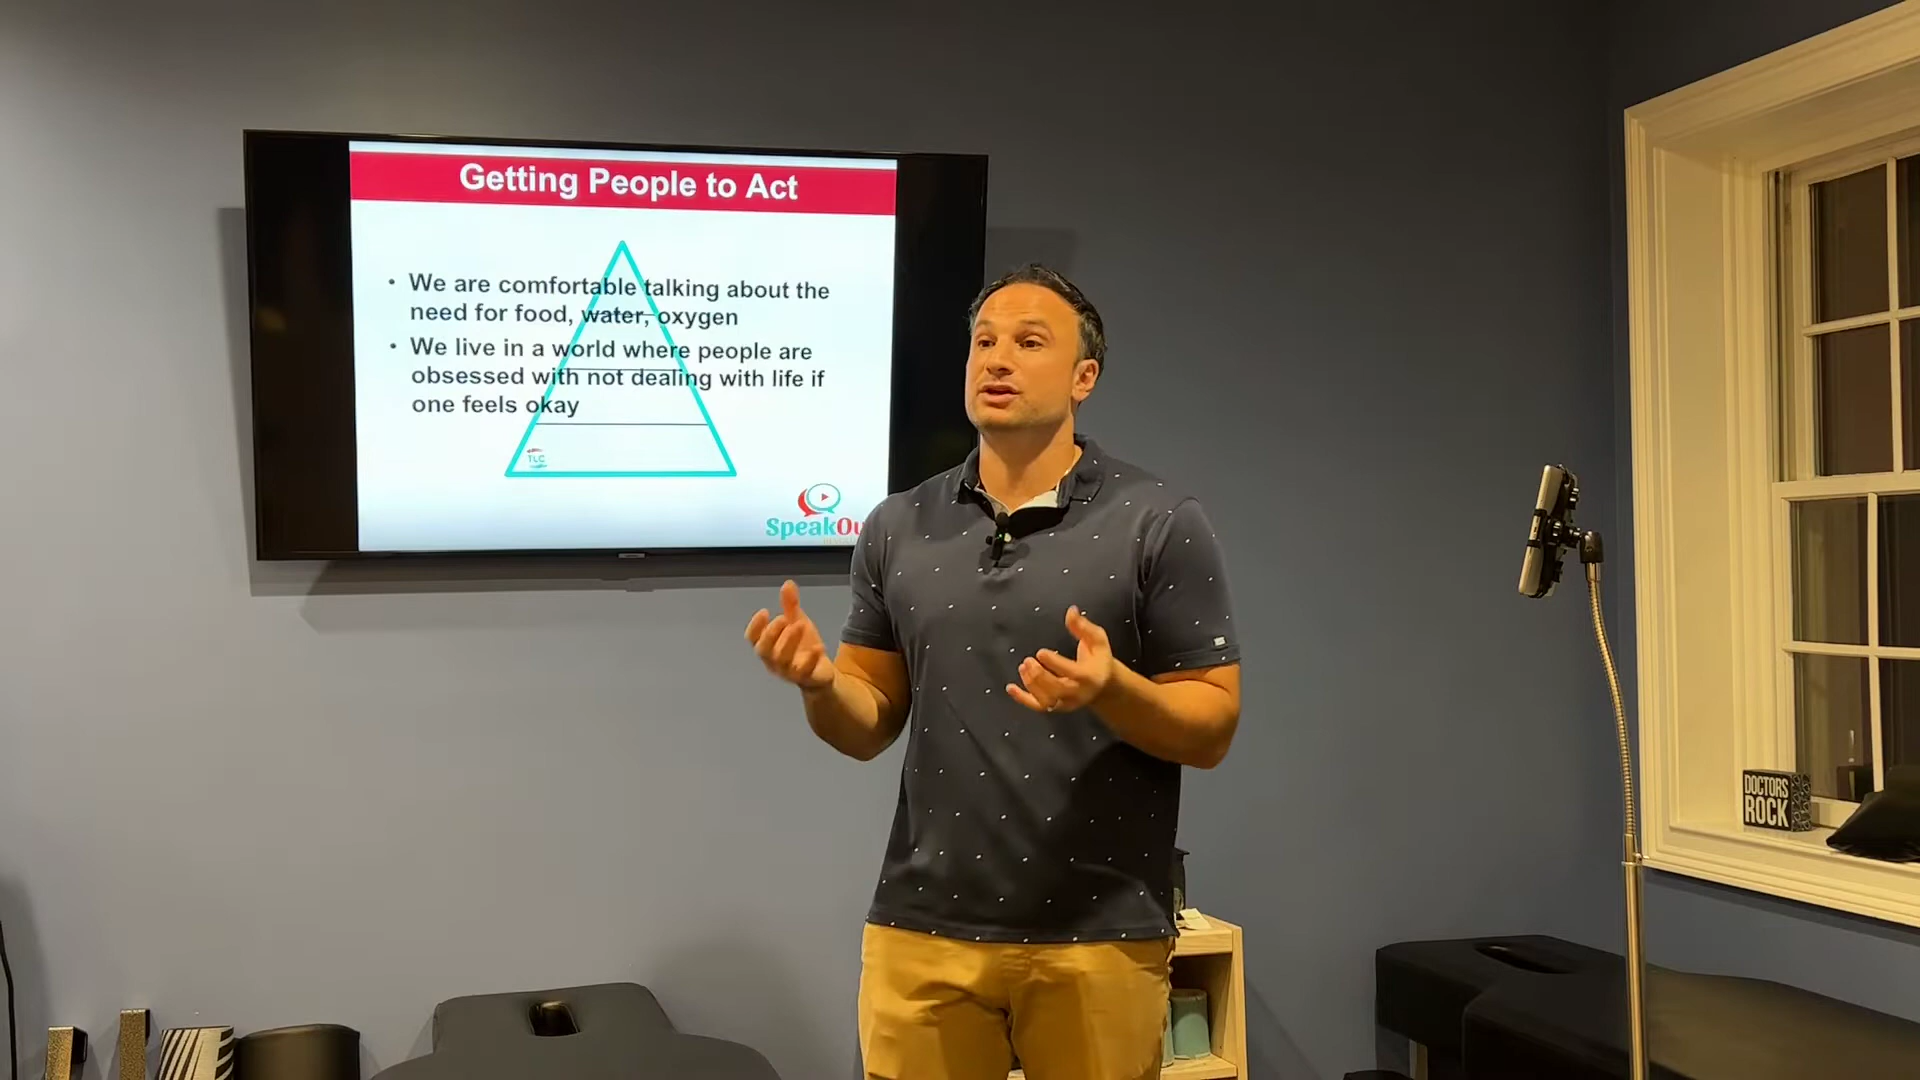 Getting People to Act
• We are comfortable talking about the
need for food, water, oxygen
• We live in a world where people are
obsessed with not dealing with life if
one feels okay
TLC
SpeakOu
DOCTORS
ROCK